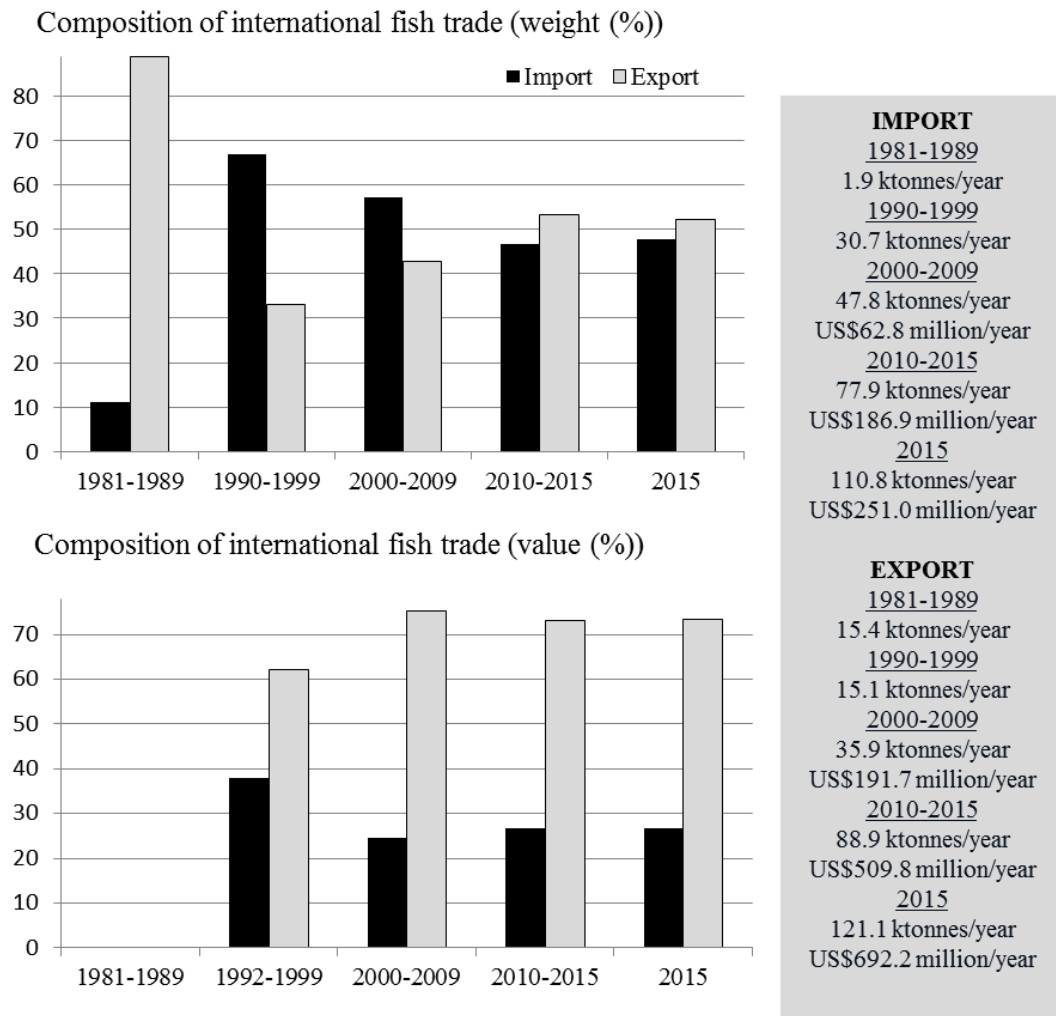 Composition of international fish trade (weight (%))
Import Export
80
70
60
50
40
30
20
10
0
1981-1989 1990-1999 2000-2009 2010-2015 2015
Composition of international fish trade (value (%))
70
60
50
40
30
20
10
0
1981-1989 1992-1999 2000-2009 2010-2015 2015
IMPORT
1981-1989
1.9 ktonnes/year
1990-1999
30.7 ktonnes/year
2000-2009
47.8 ktonnes/year
US$62.8 million/year
2010-2015
77.9 ktonnes/year
US$186.9 million/year
2015
110.8 ktonnes/year
US$251.0 million/year
EXPORT
1981-1989
15.4 ktonnes/year
1990-1999
15.1 ktonnes/year
2000-2009
35.9 ktonnes/year
US$191.7 million/year
2010-2015
88.9 ktonnes/year
US$509.8 million/year
2015
121.1 ktonnes/year
US$692.2 million/year